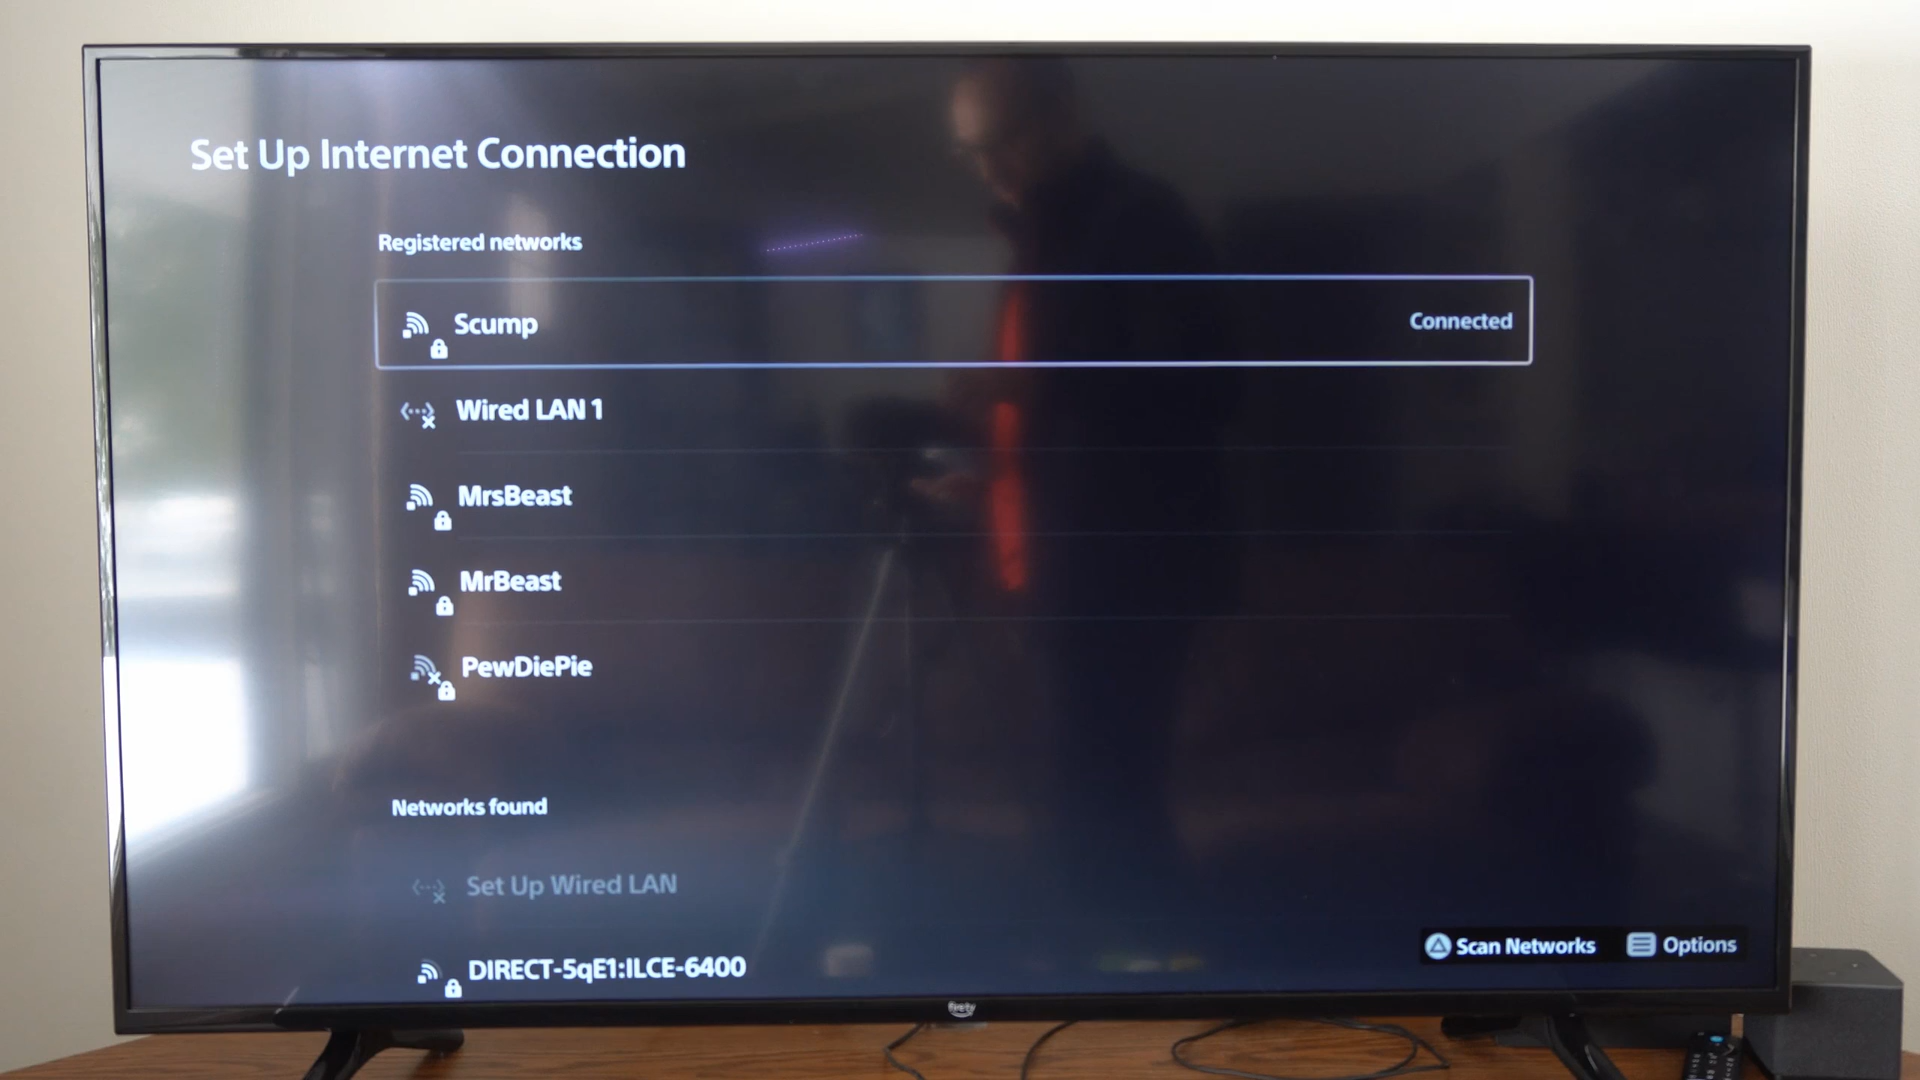 Set Up Internet Connection
Registered networks
Scump
Connected
Wired LAN 1
MrsBeast
MrBeast
PewDiePie
Networks found
Set Up Wired LAN
DIRECT-5qE1:ILCE-6400
Scan Networks
Options
firetv